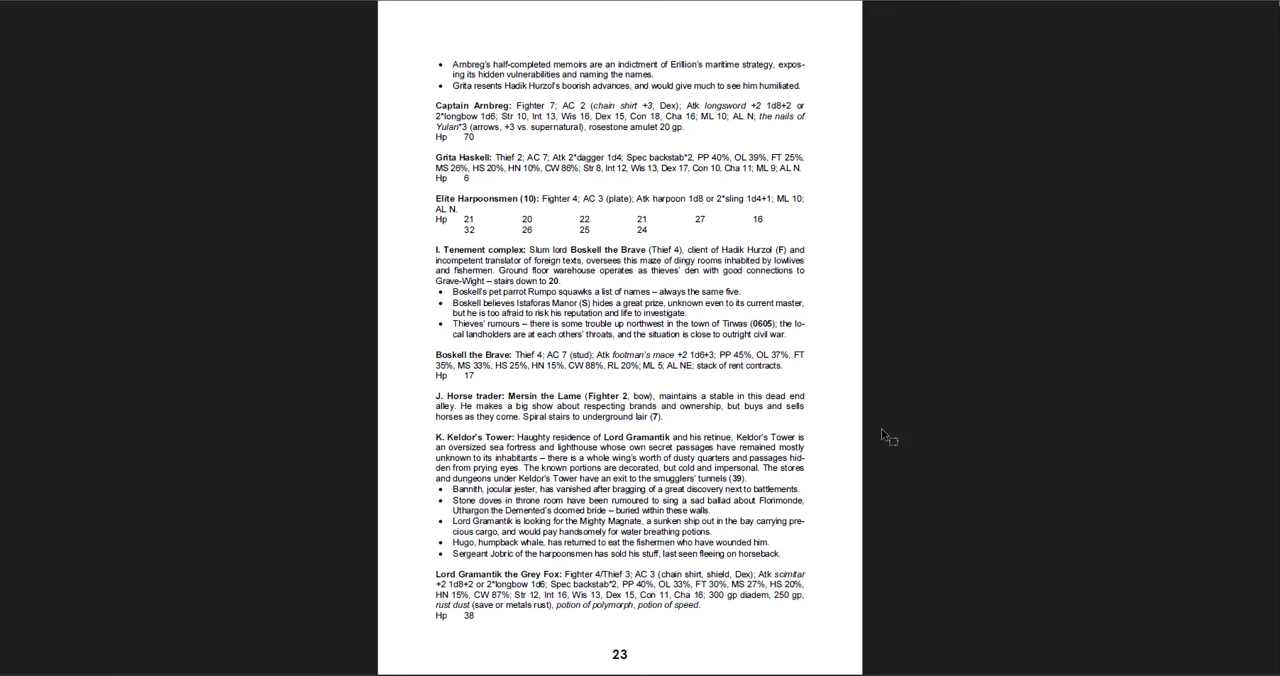 • Arnbreg's half-completed memoirs are an indictment of Erillion's maritime strategy, expos-
ing its hidden vulnerabilities and naming the names.
• Grita resents Hadik Hurzol's boorish advances, and would give much to see him humiliated.
Captain Arnbreg: Fighter 7; AC 2 (chain shirt +3, Dex); Atk longsword +2 1d8+2 or
2*longbow 1d6; Str 10, Int 13, Wis 16, Dex 15, Con 18, Cha 16; ML 10; AL N; the nails of
Yulan*3 (arrows, +3 vs. supernatural), rosestone amulet 20 gp.
Hp 70
Grita Haskell: Thief 2; AC 7; Atk 2*dagger 1d4; Spec backstab*2, PP 40%, OL 39%, FT 25%,
MS 26%, HS 20%, HN 10%, CW 86%; Str 8, Int 12, Wis 13, Dex 17, Con 10, Cha 11; ML 9; AL N.
Hp 6
Elite Harpoonsmen (10): Fighter 4; AC 3 (plate); Atk harpoon 1d8 or 2*sling 1d4+1; ML 10;
AL N.
Hp 21 20 22 21 27 16
32 26 25 24
I. Tenement complex: Slum lord Boskell the Brave (Thief 4), client of Hadik Hurzol (F) and
incompetent translator of foreign texts, oversees this maze of dingy rooms inhabited by lowlives
and fishermen. Ground floor warehouse operates as thieves' den with good connections to
Grave-Wight – stairs down to 20.
• Boskell's pet parrot Rumpo squawks a list of names – always the same five.
• Boskell believes Istaforas Manor (S) hides a great prize, unknown even to its current master,
but he is too afraid to risk his reputation and life to investigate.
• Thieves' rumours – there is some trouble up northwest in the town of Tirwas (0605); the lo-
cal landholders are at each others' throats, and the situation is close to outright civil war.
Boskell the Brave: Thief 4; AC 7 (stud); Atk footman's mace +2 1d6+3; PP 45%, OL 37%, FT
35%, MS 33%, HS 25%, HN 15%, CW 88%, RL 20%; ML 5; AL NE; stack of rent contracts.
Hp 17
J. Horse trader: Mersin the Lame (Fighter 2, bow), maintains a stable in this dead end
alley. He makes a big show about respecting brands and ownership, but buys and sells
horses as they come. Spiral stairs to underground lair (7).
K. Keldor's Tower: Haughty residence of Lord Gramantik and his retinue, Keldor's Tower is
an oversized sea fortress and lighthouse whose own secret passages have remained mostly
unknown to its inhabitants – there is a whole wing's worth of dusty quarters and passages hid-
den from prying eyes. The known portions are decorated, but cold and impersonal. The stores
and dungeons under Keldor's Tower have an exit to the smugglers' tunnels (39).
• Bannith, jocular jester, has vanished after bragging of a great discovery next to battlements.
• Stone doves in throne room have been rumoured to sing a sad ballad about Florimonde,
Uthargon the Demented's doomed bride – buried within these walls.
• Lord Gramantik is looking for the Mighty Magnate, a sunken ship out in the bay carrying pre-
cious cargo, and would pay handsomely for water breathing potions.
• Hugo, humpback whale, has returned to eat the fishermen who have wounded him.
• Sergeant Jobric of the harpoonsmen has sold his stuff, last seen fleeing on horseback.
Lord Gramantik the Grey Fox: Fighter 4/Thief 3; AC 3 (chain shirt, shield, Dex); Atk scimitar
+2 1d8+2 or 2*longbow 1d6; Spec backstab*2, PP 40%, OL 33%, FT 30%, MS 27%, HS 20%,
HN 15%, CW 87%; Str 12, Int 16, Wis 13, Dex 15, Con 11, Cha 16; 300 gp diadem, 250 gp,
rust dust (save or metals rust), potion of polymorph, potion of speed.
Hp 38
23